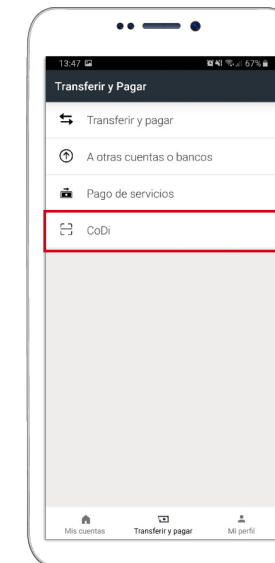 13:47 67%
Transferir y Pagar
Transferir y pagar
A otras cuentas o bancos
Pago de servicios
CoDi
Mis cuentas Transferir y pagar Mi perfil